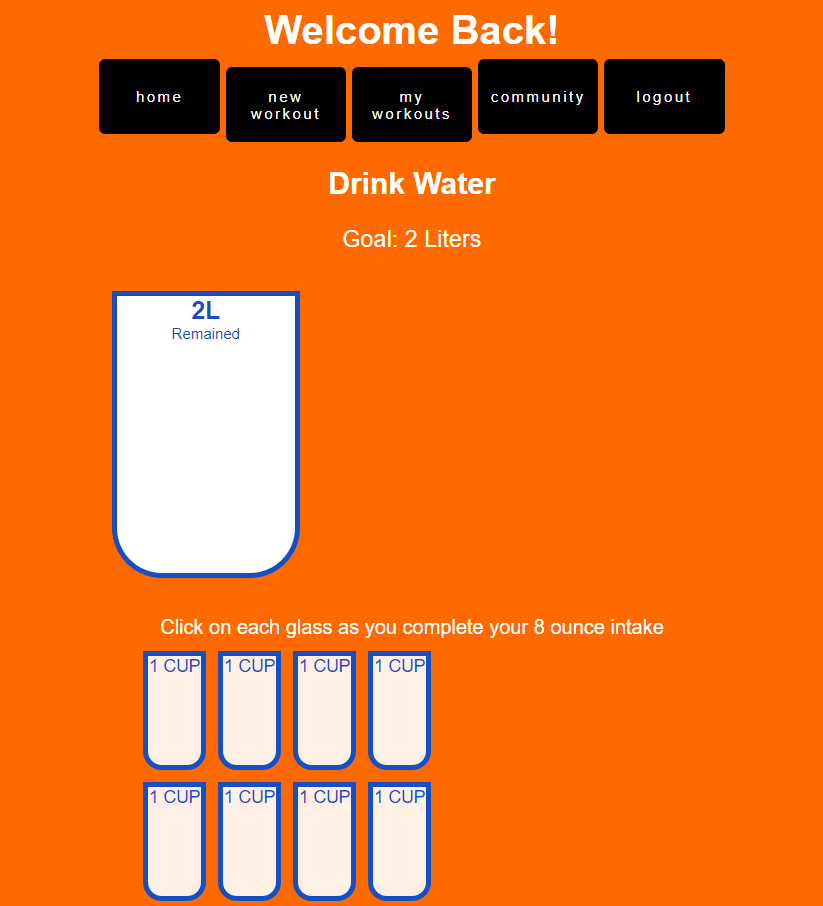 Welcome Back!
home
new
workout
my
workouts
community
logout
Drink Water
Goal: 2 Liters
2L
Remained
Click on each glass as you complete your 8 ounce intake
1 CUP 1 CUP 1 CUP 1 CUP
1 CUP 1 CUP 1 CUP 1 CUP